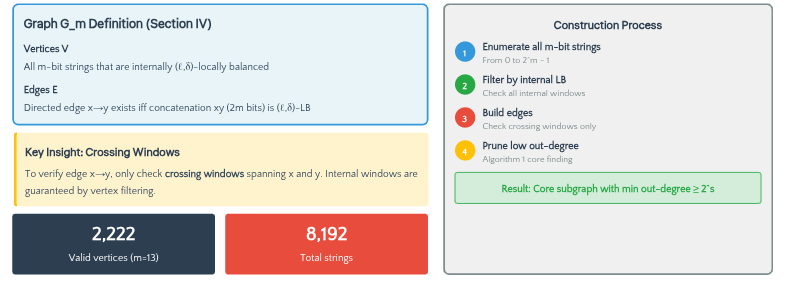 Graph G_m Definition (Section IV)
Vertices V
All m-bit strings that are internally (ℓ,δ)-locally balanced
Edges E
Directed edge x→y exists iff concatenation xy (2m bits) is (ℓ,δ)-LB
Key Insight: Crossing Windows
To verify edge x→y, only check crossing windows spanning x and y. Internal windows are
guaranteed by vertex filtering.
2,222
Valid vertices (m=13)
8,192
Total strings
Construction Process
1
Enumerate all m-bit strings
From 0 to 2^m - 1
2
Filter by internal LB
Check all internal windows
3
Build edges
Check crossing windows only
4
Prune low out-degree
Algorithm 1 core finding
Result: Core subgraph with min out-degree ≥ 2^s